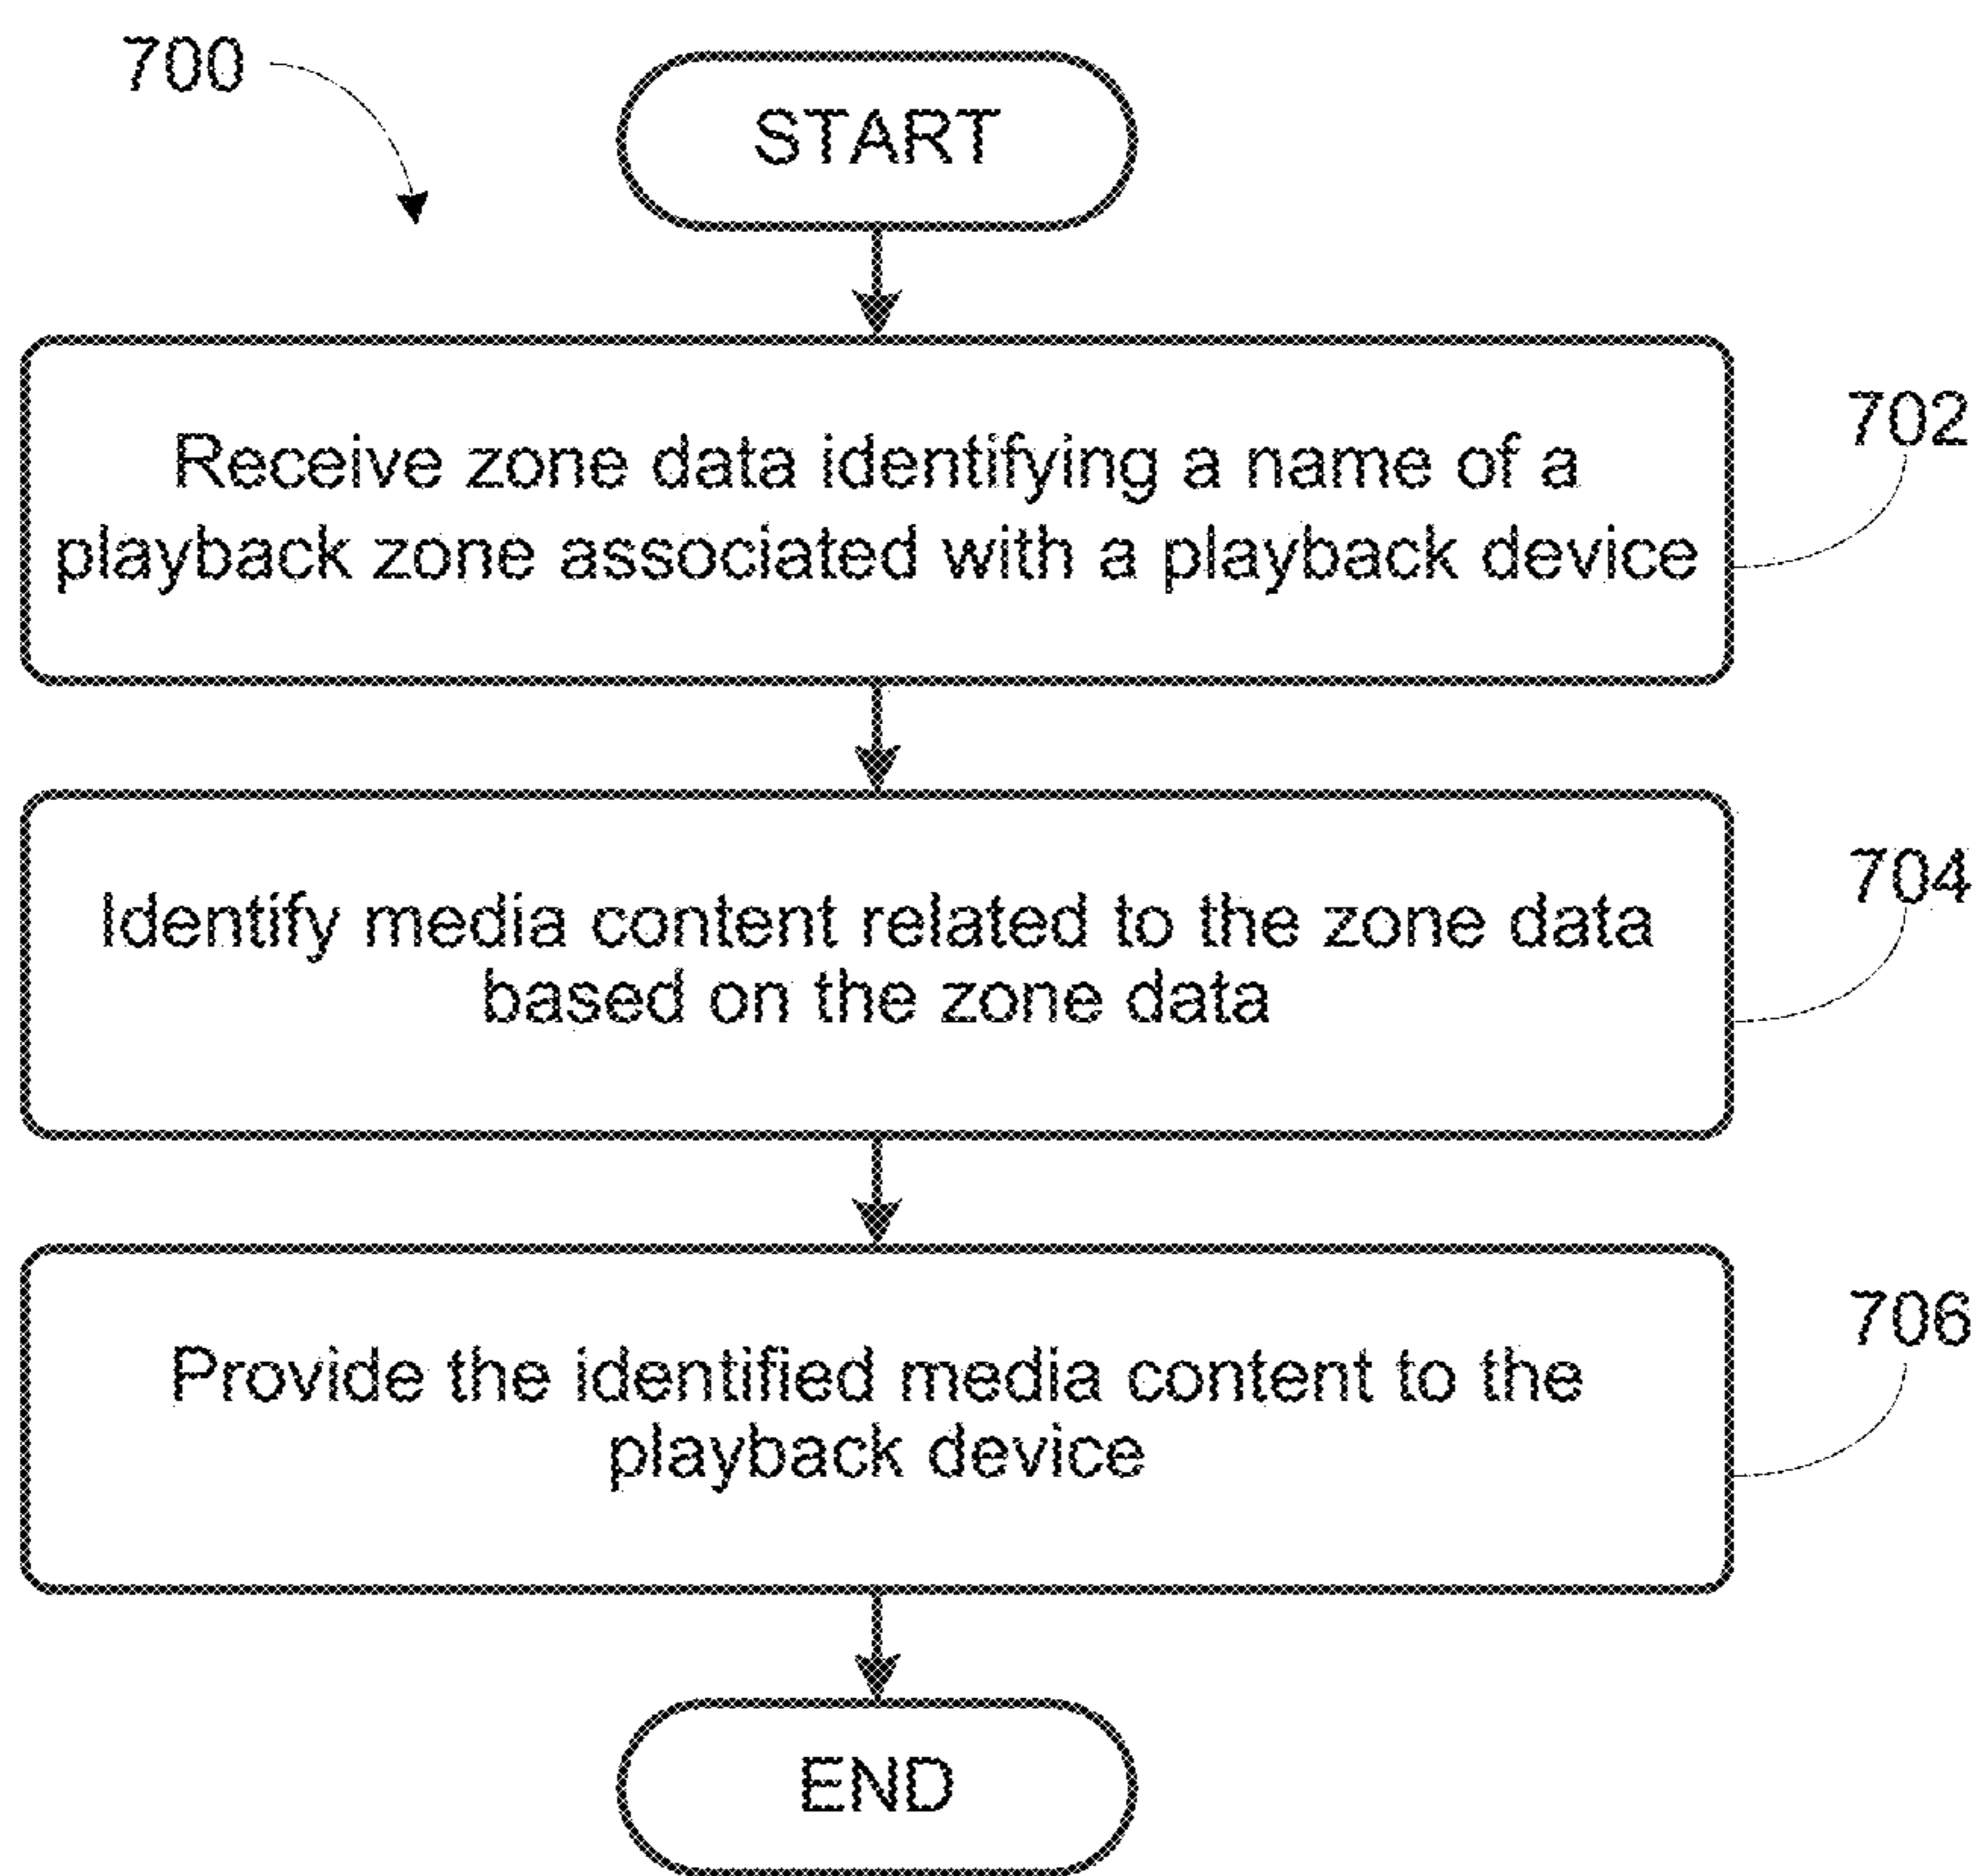 700
START
Receive zone data identifying a name of a
playback zone associated with a playback device
702
Identify media content related to the zone data
based on the zone data
704
Provide the identified media content to the
playback device
706
END